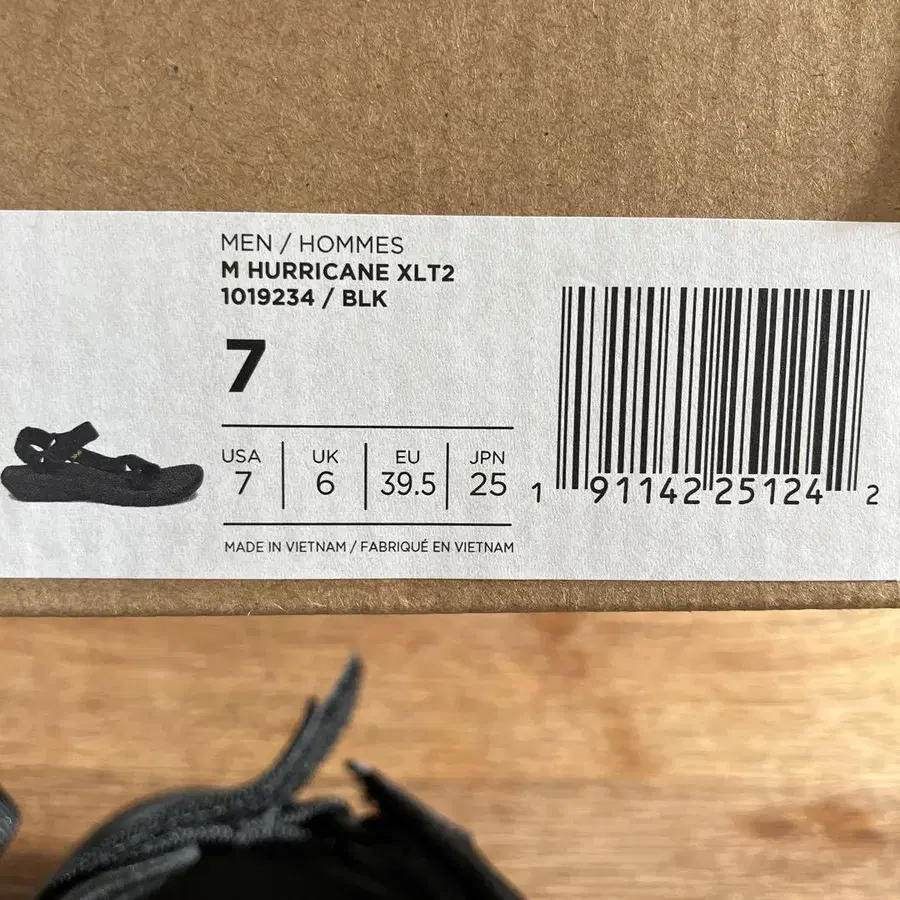 MEN / HOMMES
M HURRICANE XLT2
1019234 / BLK
7
USA UK EU JPN
7 6 39.5 25
MADE IN VIETNAM / FABRIQUÉ EN VIETNAM
1 91142 25124 2